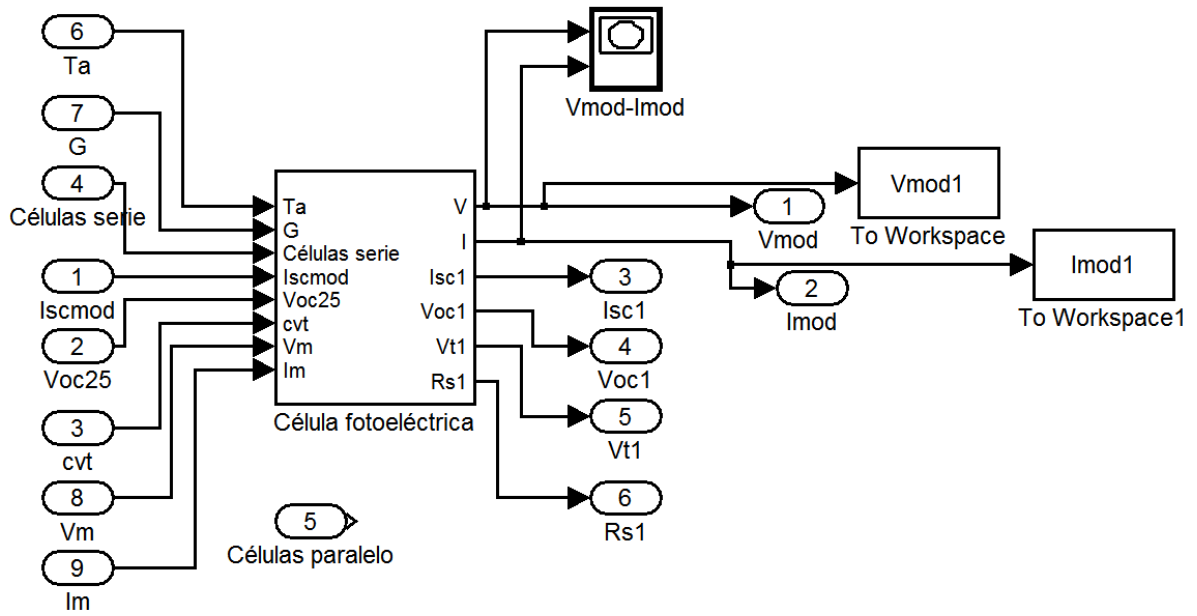 6
Ta
7
G
4
Células serie
1
Iscmod
2
Voc25
3
cvt
8
Vm
9
Im
Ta
G
Células serie
Iscmod
Voc25
cvt
Vm
Im
V
I
Isc1
Voc1
Vt1
Rs1
Célula fotoeléctrica
5
Células paralelo
Vmod-Imod
1
Vmod
Vmod1
To Workspace
2
Imod
Imod1
To Workspace1
3
Isc1
4
Voc1
5
Vt1
6
Rs1